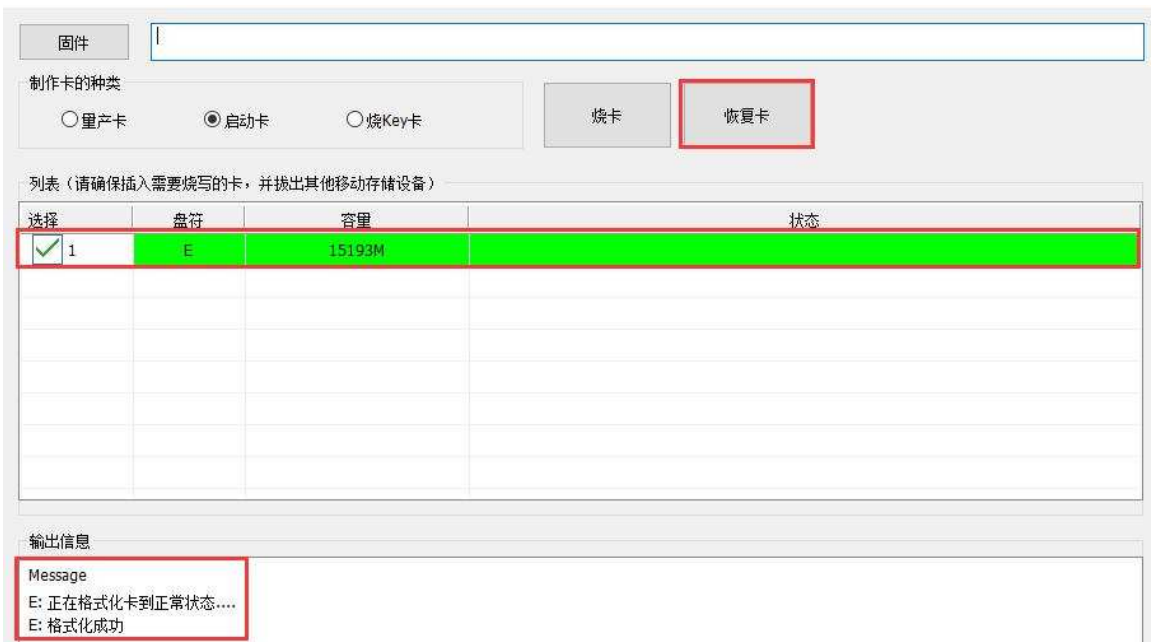 固件
制作卡的种类
量产卡 启动卡 烧Key卡
烧卡 恢复卡
列表（请确保插入需要烧写的卡，并拔出其他移动存储设备）
选择 盘符 容量 状态
1 E 15193M
输出信息
Message
E: 正在格式化卡到正常状态....
E: 格式化成功